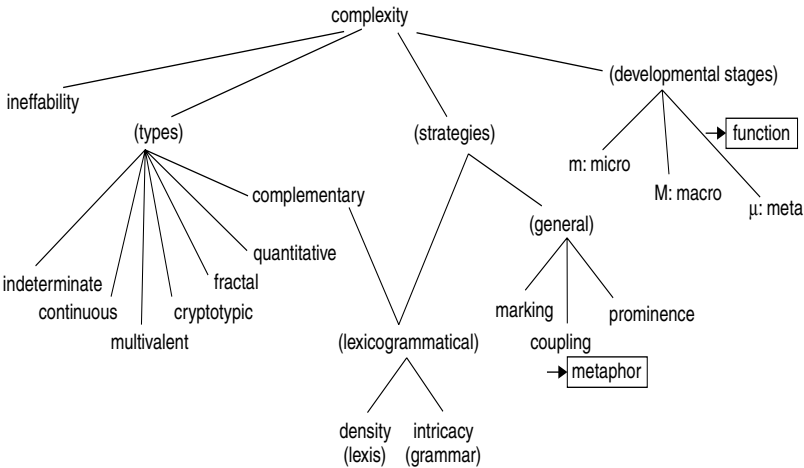 complexity
ineffability
(types)
(strategies)
(developmental stages)
function
m: micro
M: macro
μ: meta
complementary
quantitative
fractal
cryptotypic
multivalent
continuous
indeterminate
(general)
marking
coupling
prominence
metaphor
(lexicogrammatical)
density
(lexis)
intricacy
(grammar)